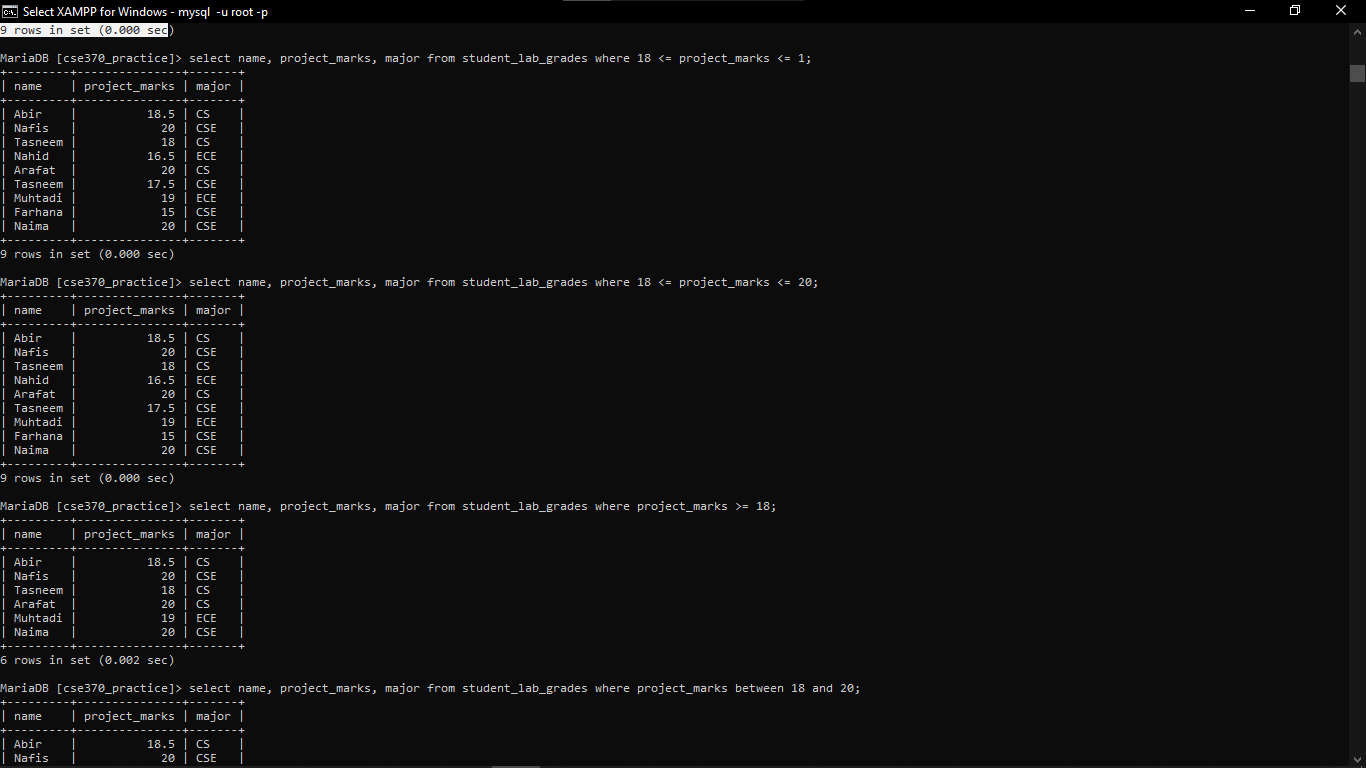 Select XAMPP for Windows - mysql  -u root -p
9 rows in set (0.000 sec)
MariaDB [cse370_practice]> select name, project_marks, major from student_lab_grades where 18 <= project_marks <= 1;
+---------+---------------+-------+
| name    | project_marks | major |
+---------+---------------+-------+
| Abir    |          18.5 | CS    |
| Nafis   |            20 | CSE   |
| Tasneem |            18 | CS    |
| Nahid   |          16.5 | ECE   |
| Arafat  |            20 | CS    |
| Tasneem |          17.5 | CSE   |
| Muhtadi |            19 | ECE   |
| Farhana |            15 | CSE   |
| Naima   |            20 | CSE   |
+---------+---------------+-------+
9 rows in set (0.000 sec)
MariaDB [cse370_practice]> select name, project_marks, major from student_lab_grades where 18 <= project_marks <= 20;
+---------+---------------+-------+
| name    | project_marks | major |
+---------+---------------+-------+
| Abir    |          18.5 | CS    |
| Nafis   |            20 | CSE   |
| Tasneem |            18 | CS    |
| Nahid   |          16.5 | ECE   |
| Arafat  |            20 | CS    |
| Tasneem |          17.5 | CSE   |
| Muhtadi |            19 | ECE   |
| Farhana |            15 | CSE   |
| Naima   |            20 | CSE   |
+---------+---------------+-------+
9 rows in set (0.000 sec)
MariaDB [cse370_practice]> select name, project_marks, major from student_lab_grades where project_marks >= 18;
+---------+---------------+-------+
| name    | project_marks | major |
+---------+---------------+-------+
| Abir    |          18.5 | CS    |
| Nafis   |            20 | CSE   |
| Tasneem |            18 | CS    |
| Arafat  |            20 | CS    |
| Muhtadi |            19 | ECE   |
| Naima   |            20 | CSE   |
+---------+---------------+-------+
6 rows in set (0.002 sec)
MariaDB [cse370_practice]> select name, project_marks, major from student_lab_grades where project_marks between 18 and 20;
+---------+---------------+-------+
| name    | project_marks | major |
+---------+---------------+-------+
| Abir    |          18.5 | CS    |
| Nafis   |            20 | CSE   |